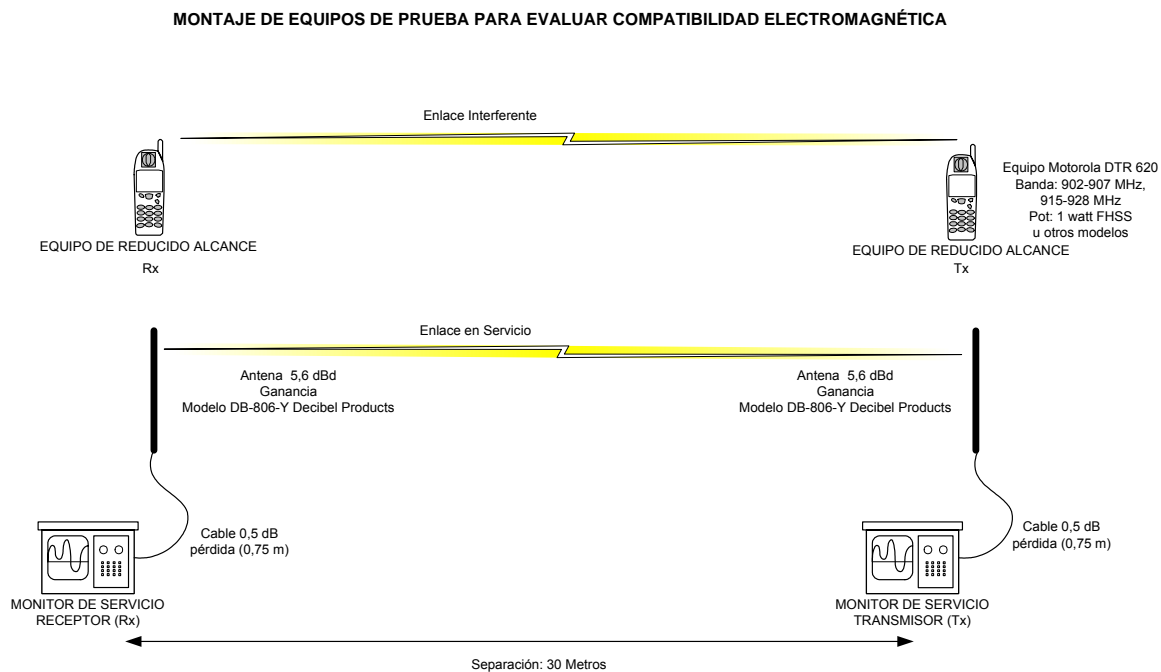 MONTAJE DE EQUIPOS DE PRUEBA PARA EVALUAR COMPATIBILIDAD ELECTROMAGNÉTICA
Enlace Interferente
Equipo Motorola DTR 620
Banda: 902-907 MHz,
915-928 MHz
Pot: 1 watt FHSS
u otros modelos
EQUIPO DE REDUCIDO ALCANCE
Rx
EQUIPO DE REDUCIDO ALCANCE
Tx
Enlace en Servicio
Antena 5,6 dBd
Ganancia
Modelo DB-806-Y Decibel Products
Antena 5,6 dBd
Ganancia
Modelo DB-806-Y Decibel Products
Cable 0,5 dB
pérdida (0,75 m)
Cable 0,5 dB
pérdida (0,75 m)
MONITOR DE SERVICIO
RECEPTOR (Rx)
MONITOR DE SERVICIO
TRANSMISOR (Tx)
Separación: 30 Metros